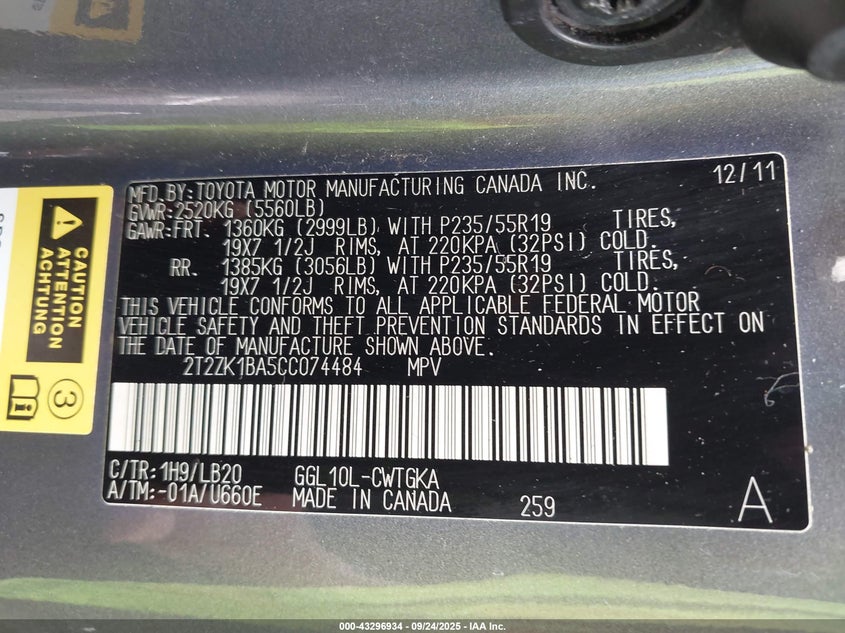 MFD.BY:TOYOTA MOTOR MANUFACTURING CANADA INC. 12/11
GVWR:2520KG (5560LB)
GAWR:FRT. 1360KG (2999LB) WITH P235/55R19 TIRES,
19X7 1/2J RIMS, AT 220KPA (32PSI) COLD.
RR. 1385KG (3056LB) WITH P235/55R19 TIRES,
19X7 1/2J RIMS, AT 220KPA (32PSI) COLD.
THIS VEHICLE CONFORMS TO ALL APPLICABLE FEDERAL MOTOR
VEHICLE SAFETY AND THEFT PREVENTION STANDARDS IN EFFECT ON
THE DATE OF MANUFACTURE SHOWN ABOVE.
2T2ZK1BA5CC074484 MPV
C/TR:1H9/LB20 GGL10L-CWTGKA
A/TM:-01A/U660E MADE IN CANADA 259 A
CAUTION
ATTENTION
ACHTUNG
3
000-43296934 - 09/24/2025 - IAA Inc.